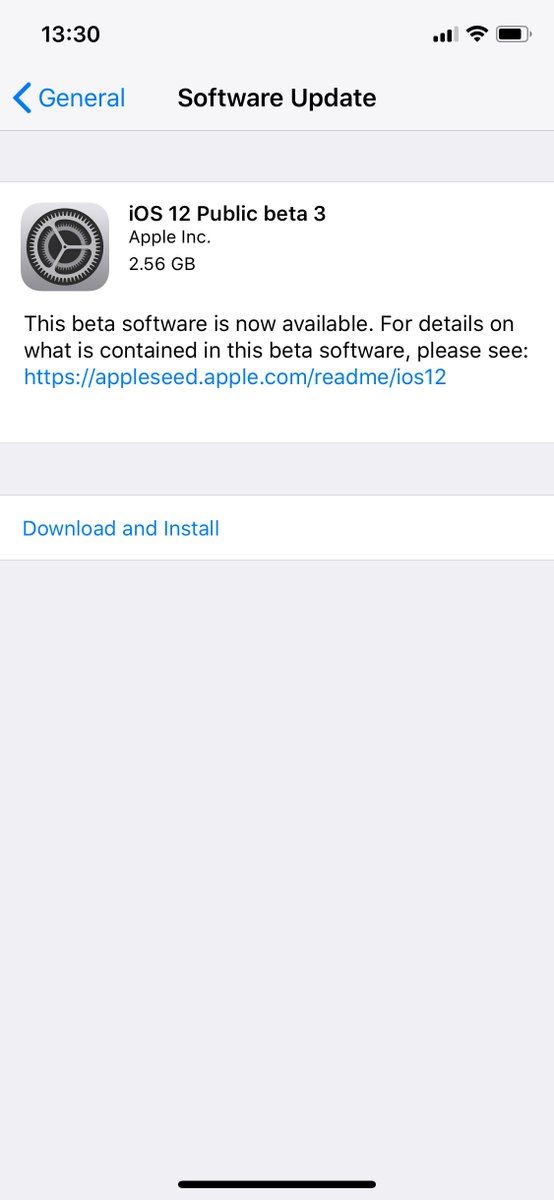 13:30
General
Software Update
iOS 12 Public beta 3
Apple Inc.
2.56 GB
This beta software is now available. For details on
what is contained in this beta software, please see:
https://appleseed.apple.com/readme/ios12
Download and Install